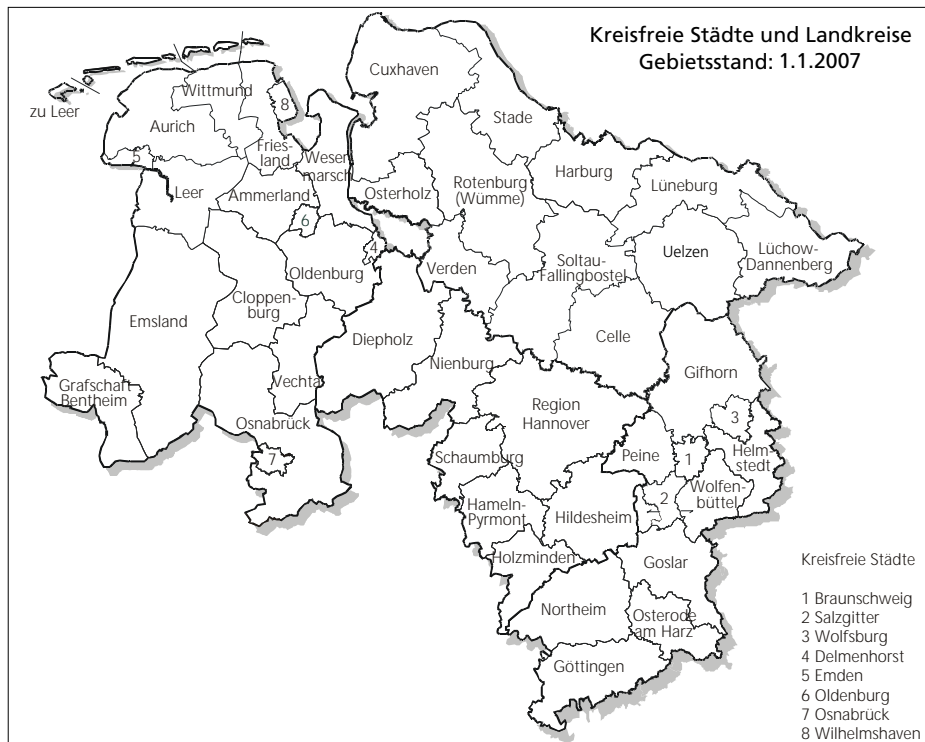 Kreisfreie Städte und Landkreise
Gebietsstand: 1.1.2007
zu Leer
Wittmund
Aurich
8
5
Fries-
land
Weser
marsch
Leer
Ammerland
6
4
Oldenburg
Cuxhaven
Stade
Osterholz
Rotenburg
(Wümme)
Harburg
Lüneburg
Lüchow-
Dannenberg
Uelzen
Soltau-
Fallingbostel
Verden
Celle
Emsland
Cloppen-
burg
Diepholz
Nienburg
Vechta
Grafschaft
Bentheim
Osnabrück
7
Gifhorn
Region
Hannover
3
Helm-
stedt
Peine
1
2
Wolfen-
büttel
Schaumburg
Hameln-
Pyrmont
Hildesheim
Holzminden
Goslar
Northeim
Osterode
am Harz
Göttingen
Kreisfreie Städte
1 Braunschweig
2 Salzgitter
3 Wolfsburg
4 Delmenhorst
5 Emden
6 Oldenburg
7 Osnabrück
8 Wilhelmshaven